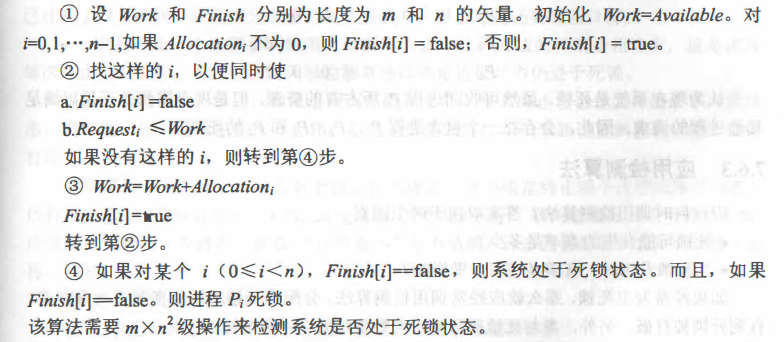 ① 设 Work 和 Finish 分别为长度为 m 和 n 的矢量。初始化 Work=Available。对
i=0,1,…,n−1,如果 Allocationᵢ 不为 0，则 Finish[i] = false；否则，Finish[i] = true。
② 找这样的 i，以便同时使
a. Finish[i]=false
b.Requestᵢ ≤Work
如果没有这样的 i，则转到第④步。
③ Work=Work+Allocationᵢ
Finish[i]=true
转到第②步。
④ 如果对某个 i（0≤i<n），Finish[i]==false，则系统处于死锁状态。而且，如果
Finish[i]==false。则进程 Pᵢ 死锁。
该算法需要 m×n² 级操作来检测系统是否处于死锁状态。